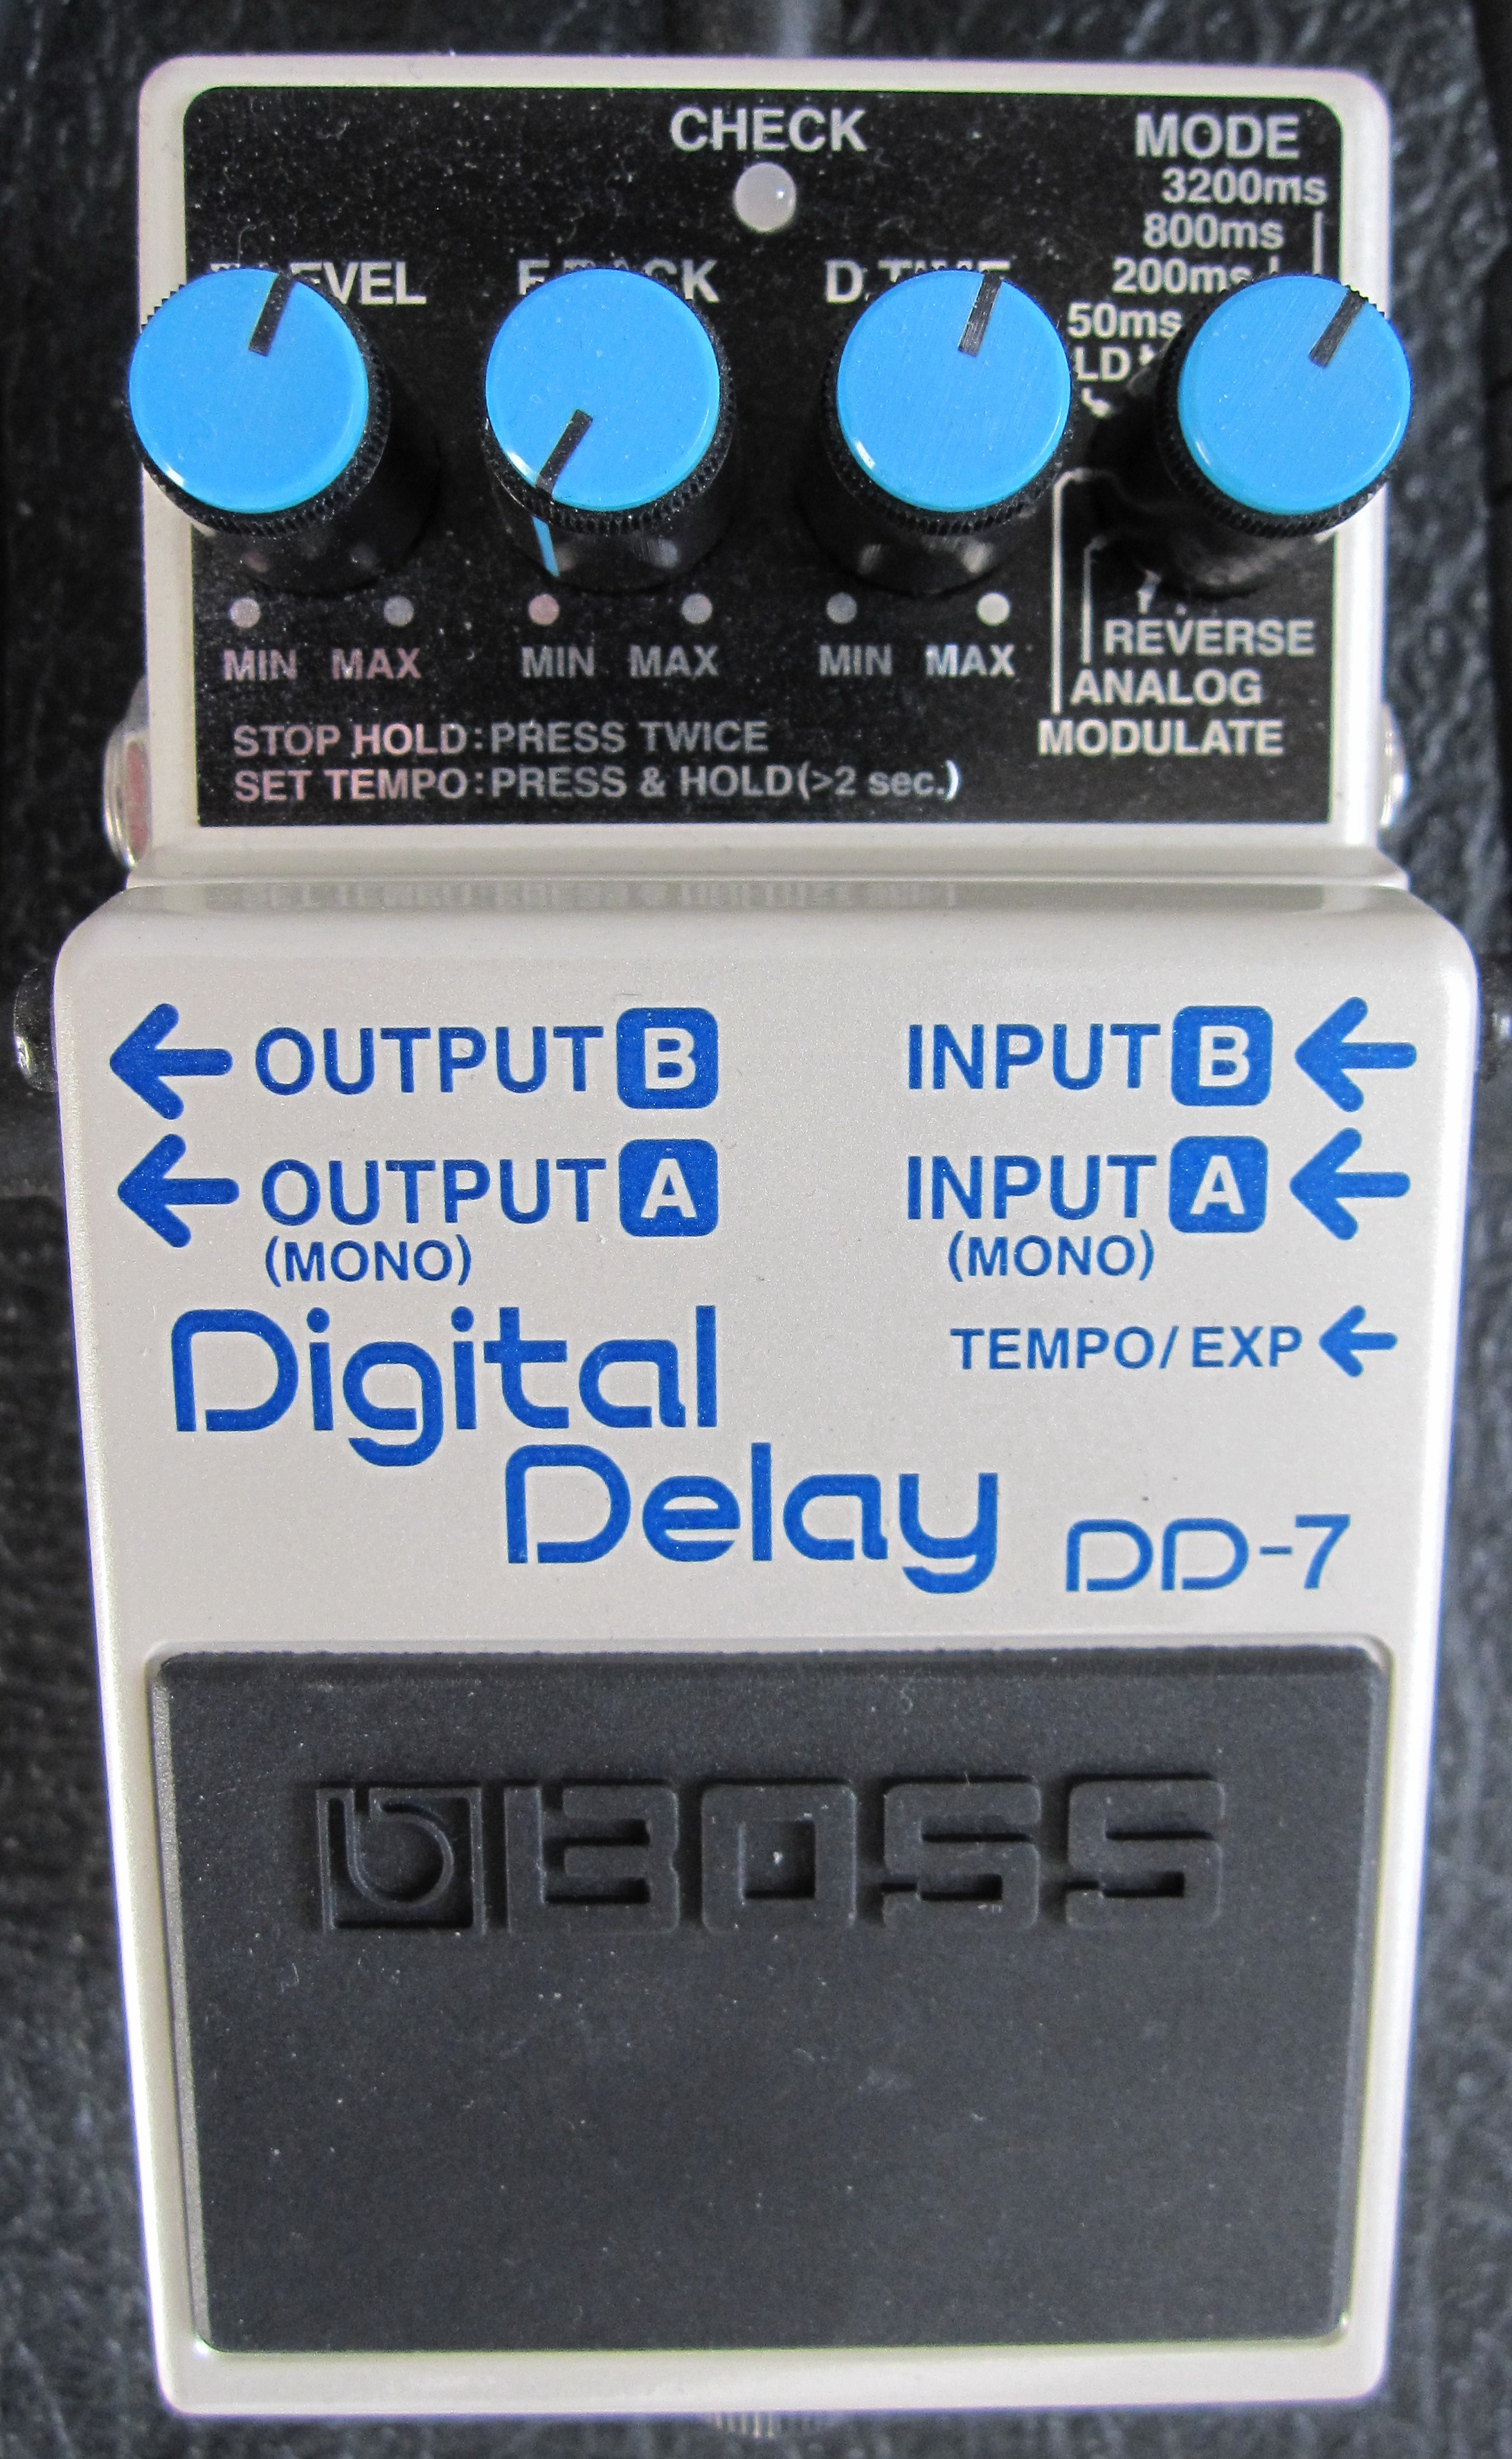 CHECK
MODE
3200ms
800ms
200ms
50ms
MIN MAX MIN MAX MIN MAX
REVERSE
ANALOG
MODULATE
STOP HOLD:PRESS TWICE
SET TEMPO:PRESS & HOLD(>2 sec.)
OUTPUT B INPUT B
OUTPUT A INPUT A
(MONO) (MONO)
TEMPO/EXP
Digital
Delay DD-7
BOSS